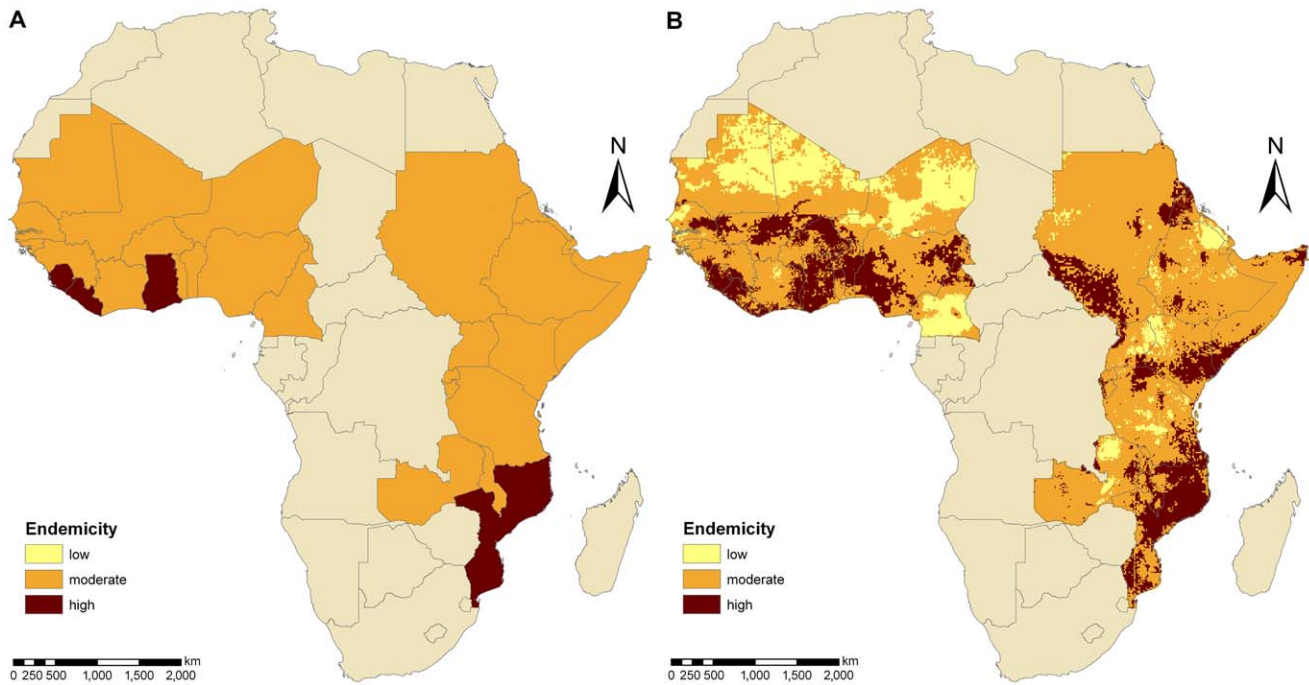 A
N
Endemicity
low
moderate
high
km
0 250 500 1,000 1,500 2,000
B
N
Endemicity
low
moderate
high
km
0 250 500 1,000 1,500 2,000